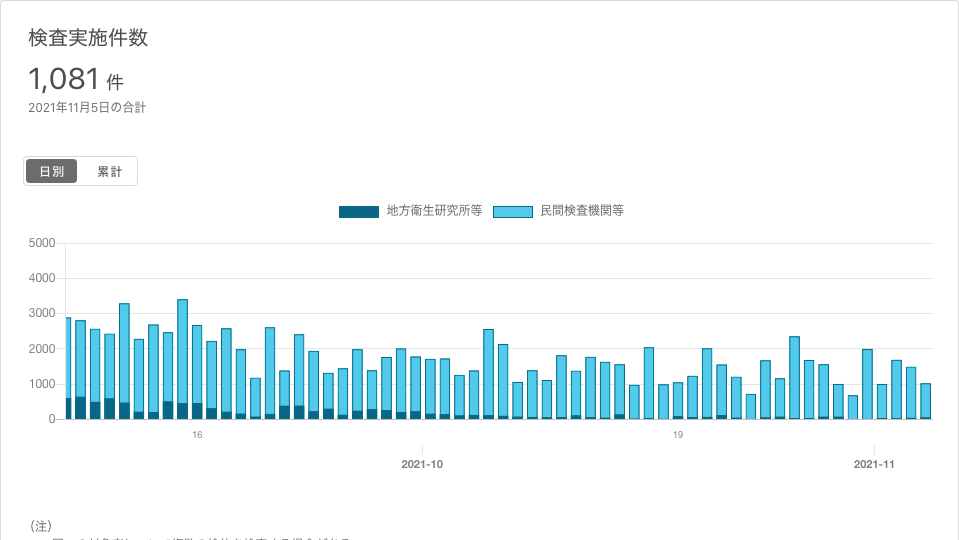 検査実施件数
1,081 件
2021年11月5日の合計
日別 累計
地方衛生研究所等 民間検査機関等
5000
4000
3000
2000
1000
0
16 19
2021-10 2021-11
（注）